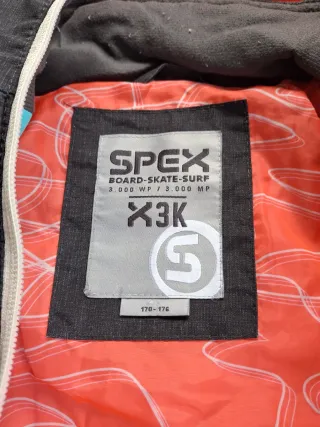 SPEX
BOARD-SKATE-SURF
3.000 WP / 3.000 MP
X3K
S
170-176